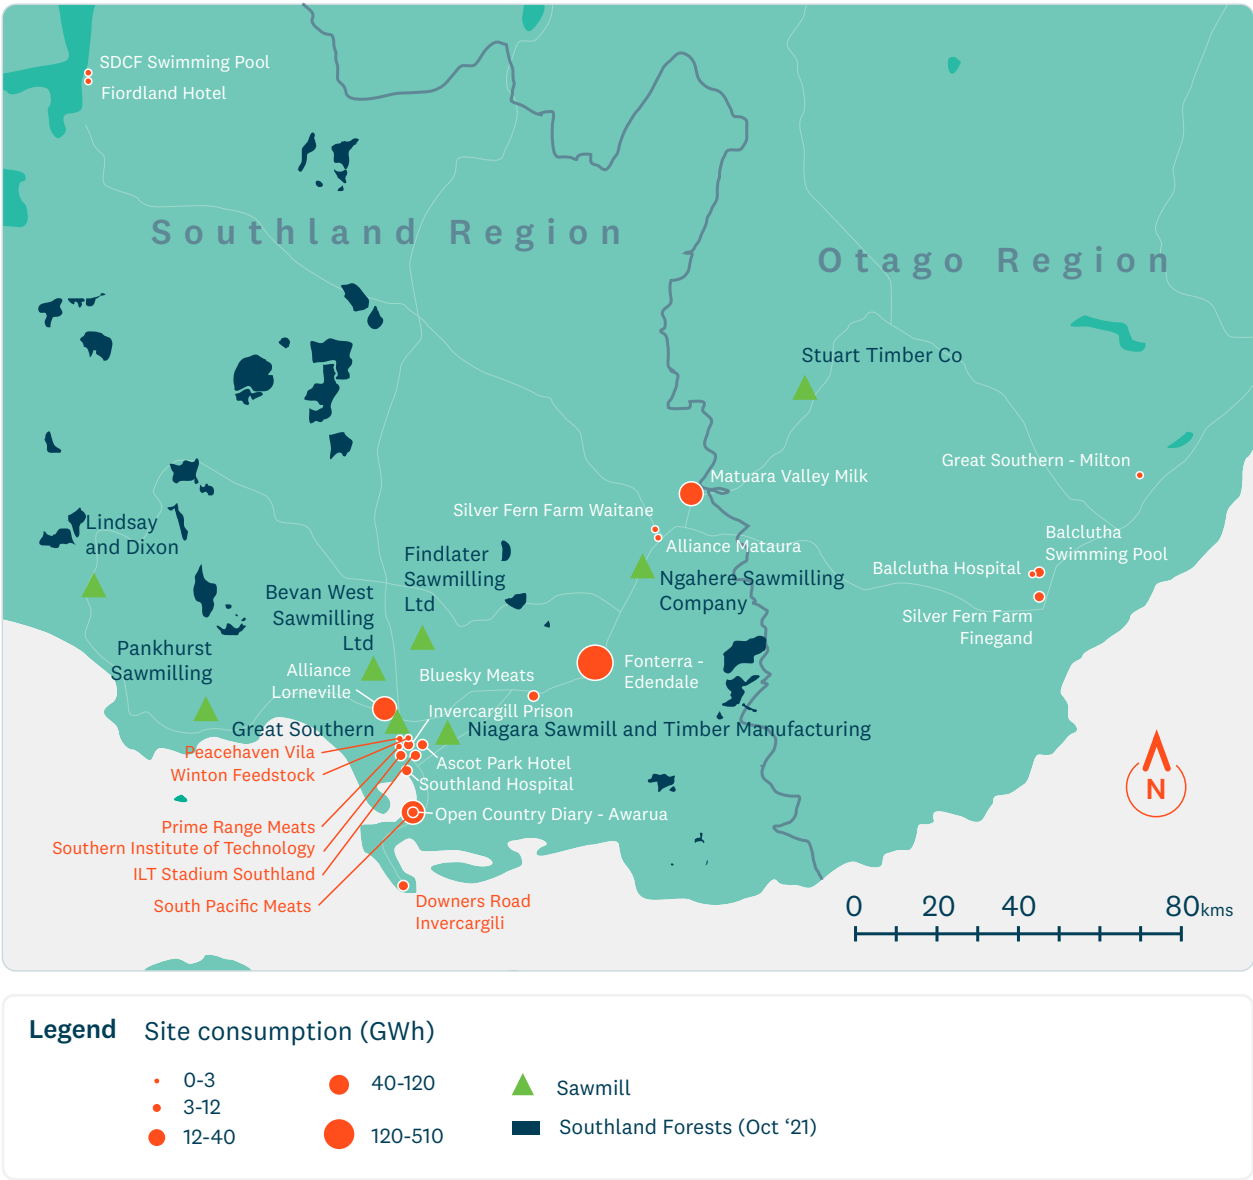 SDCF Swimming Pool
Fiordland Hotel
Southland Region
Otago Region
Stuart Timber Co
Great Southern - Milton
Matuara Valley Milk
Silver Fern Farm Waitane
Alliance Mataura
Balclutha
Swimming Pool
Balclutha Hospital
Silver Fern Farm
Finegand
Lindsay
and Dixon
Findlater
Sawmilling
Ltd
Ngahere Sawmilling
Company
Bevan West
Sawmilling
Ltd
Pankhurst
Sawmilling
Alliance
Lorneville
Bluesky Meats
Fonterra -
Edendale
Invercargill Prison
Great Southern
Niagara Sawmill and Timber Manufacturing
Peacehaven Vila
Winton Feedstock
Ascot Park Hotel
Southland Hospital
Open Country Diary - Awarua
Prime Range Meats
Southern Institute of Technology
ILT Stadium Southland
South Pacific Meats
Downers Road
Invercargili
N
0 20 40 80kms
Legend Site consumption (GWh)
0-3
3-12
12-40
40-120
120-510
Sawmill
Southland Forests (Oct ‘21)